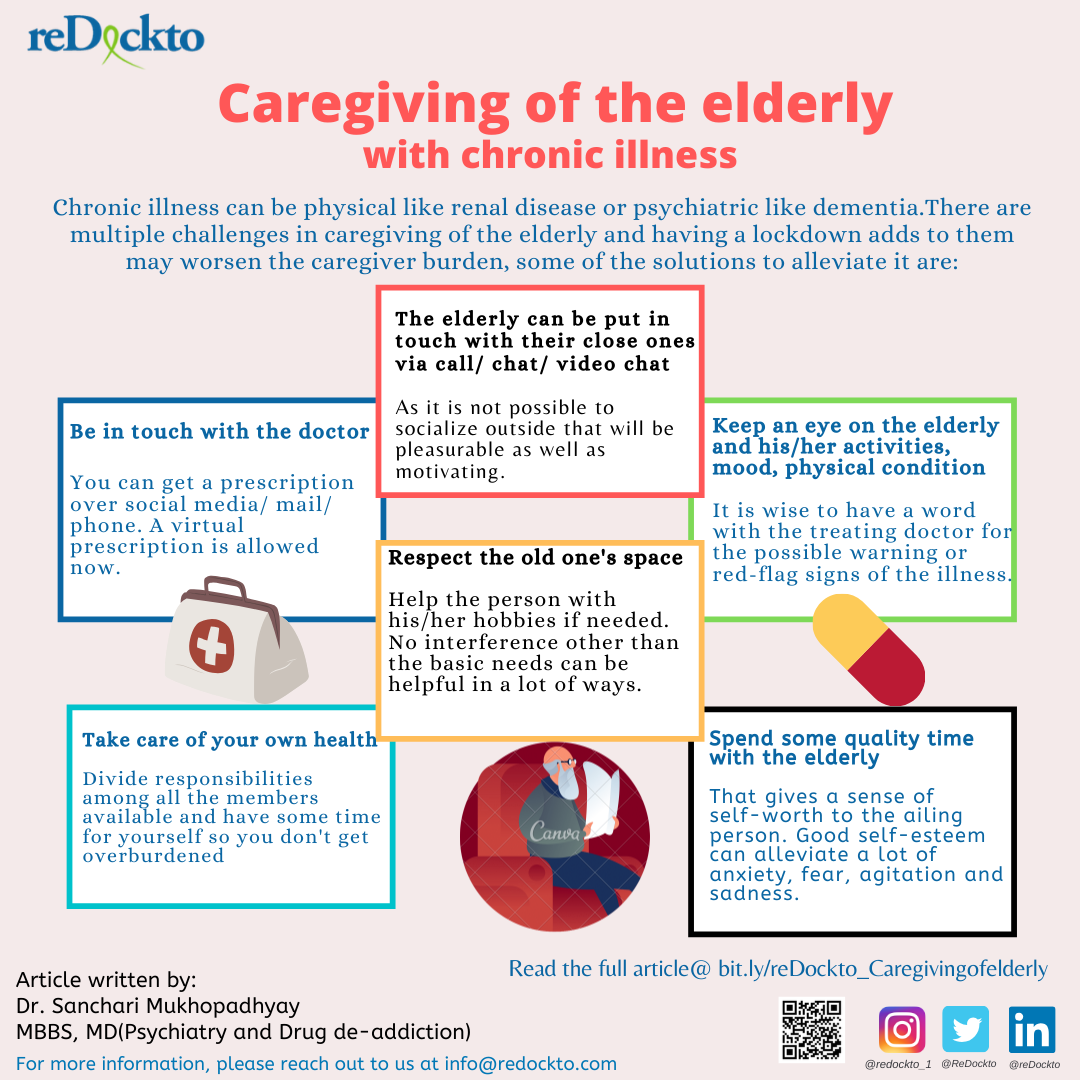 reDockto
Caregiving of the elderly
with chronic illness
Chronic illness can be physical like renal disease or psychiatric like dementia.There are
multiple challenges in caregiving of the elderly and having a lockdown adds to them
may worsen the caregiver burden, some of the solutions to alleviate it are:
The elderly can be put in
touch with their close ones
via call/ chat/ video chat
As it is not possible to
socialize outside that will be
pleasurable as well as
motivating.
Be in touch with the doctor
You can get a prescription
over social media/ mail/
phone. A virtual
prescription is allowed
now.
Keep an eye on the elderly
and his/her activities,
mood, physical condition
It is wise to have a word
with the treating doctor for
the possible warning or
red-flag signs of the illness.
Respect the old one's space
Help the person with
his/her hobbies if needed.
No interference other than
the basic needs can be
helpful in a lot of ways.
Take care of your own health
Divide responsibilities
among all the members
available and have some time
for yourself so you don't get
overburdened
Canva
Spend some quality time
with the elderly
That gives a sense of
self-worth to the ailing
person. Good self-esteem
can alleviate a lot of
anxiety, fear, agitation and
sadness.
Read the full article@ bit.ly/reDockto_Caregivingofelderly
Article written by:
Dr. Sanchari Mukhopadhyay
MBBS, MD(Psychiatry and Drug de-addiction)
For more information, please reach out to us at info@redockto.com
in
@redockto_1 @ReDockto @reDockto